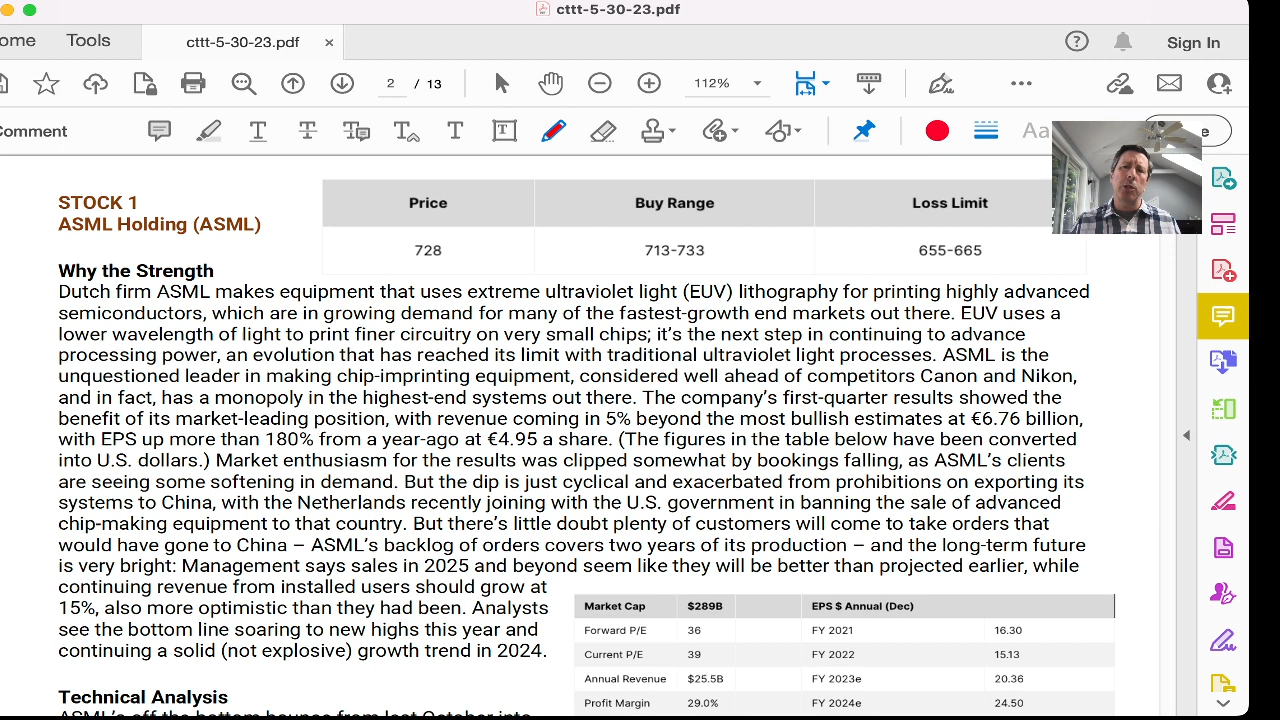 cttt-5-30-23.pdf
ome Tools cttt-5-30-23.pdf × Sign In
2 / 13 112%
Comment T T T T T T Aa e
STOCK 1
ASML Holding (ASML)
Price Buy Range Loss Limit
728 713-733 655-665
Why the Strength
Dutch firm ASML makes equipment that uses extreme ultraviolet light (EUV) lithography for printing highly advanced
semiconductors, which are in growing demand for many of the fastest-growth end markets out there. EUV uses a
lower wavelength of light to print finer circuitry on very small chips; it's the next step in continuing to advance
processing power, an evolution that has reached its limit with traditional ultraviolet light processes. ASML is the
unquestioned leader in making chip-imprinting equipment, considered well ahead of competitors Canon and Nikon,
and in fact, has a monopoly in the highest-end systems out there. The company's first-quarter results showed the
benefit of its market-leading position, with revenue coming in 5% beyond the most bullish estimates at €6.76 billion,
with EPS up more than 180% from a year-ago at €4.95 a share. (The figures in the table below have been converted
into U.S. dollars.) Market enthusiasm for the results was clipped somewhat by bookings falling, as ASML's clients
are seeing some softening in demand. But the dip is just cyclical and exacerbated from prohibitions on exporting its
systems to China, with the Netherlands recently joining with the U.S. government in banning the sale of advanced
chip-making equipment to that country. But there's little doubt plenty of customers will come to take orders that
would have gone to China – ASML's backlog of orders covers two years of its production – and the long-term future
is very bright: Management says sales in 2025 and beyond seem like they will be better than projected earlier, while
continuing revenue from installed users should grow at
15%, also more optimistic than they had been. Analysts
see the bottom line soaring to new highs this year and
continuing a solid (not explosive) growth trend in 2024.
Market Cap $289B EPS $ Annual (Dec)
Forward P/E 36 FY 2021 16.30
Current P/E 39 FY 2022 15.13
Annual Revenue $25.5B FY 2023e 20.36
Profit Margin 29.0% FY 2024e 24.50
Technical Analysis
ASML's off-the-bottom bounce from last October into